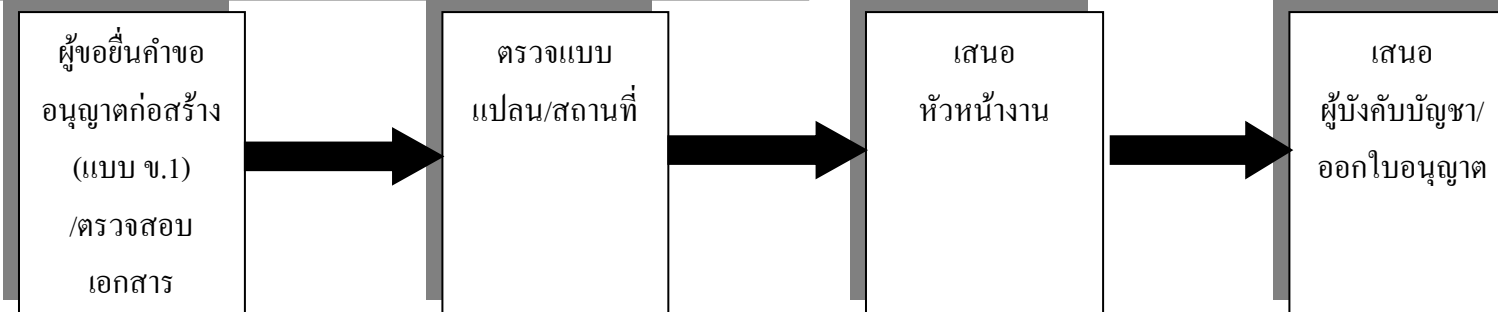 ผู้ขอยื่นคำขอ
อนุญาตก่อสร้าง
(แบบ ข.1)
/ตรวจสอบ
เอกสาร
ตรวจแบบ
แปลน/สถานที่
เสนอ
หัวหน้างาน
เสนอ
ผู้บังคับบัญชา/
ออกใบอนุญาต